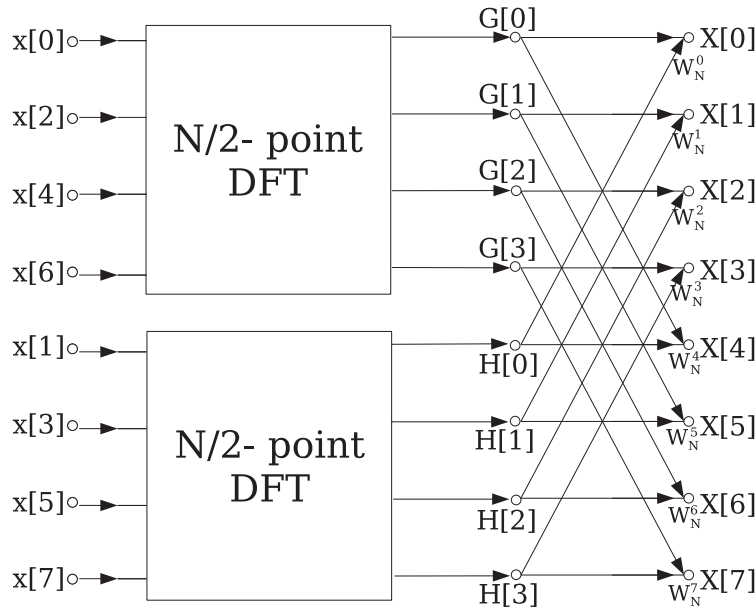 x[0]
x[2]
x[4]
x[6]
N/2- point
DFT
x[1]
x[3]
x[5]
x[7]
N/2- point
DFT
G[0]
G[1]
G[2]
G[3]
H[0]
H[1]
H[2]
H[3]
W_N^0 X[0]
W_N^1 X[1]
W_N^2 X[2]
W_N^3 X[3]
W_N^4 X[4]
W_N^5 X[5]
W_N^6 X[6]
W_N^7 X[7]